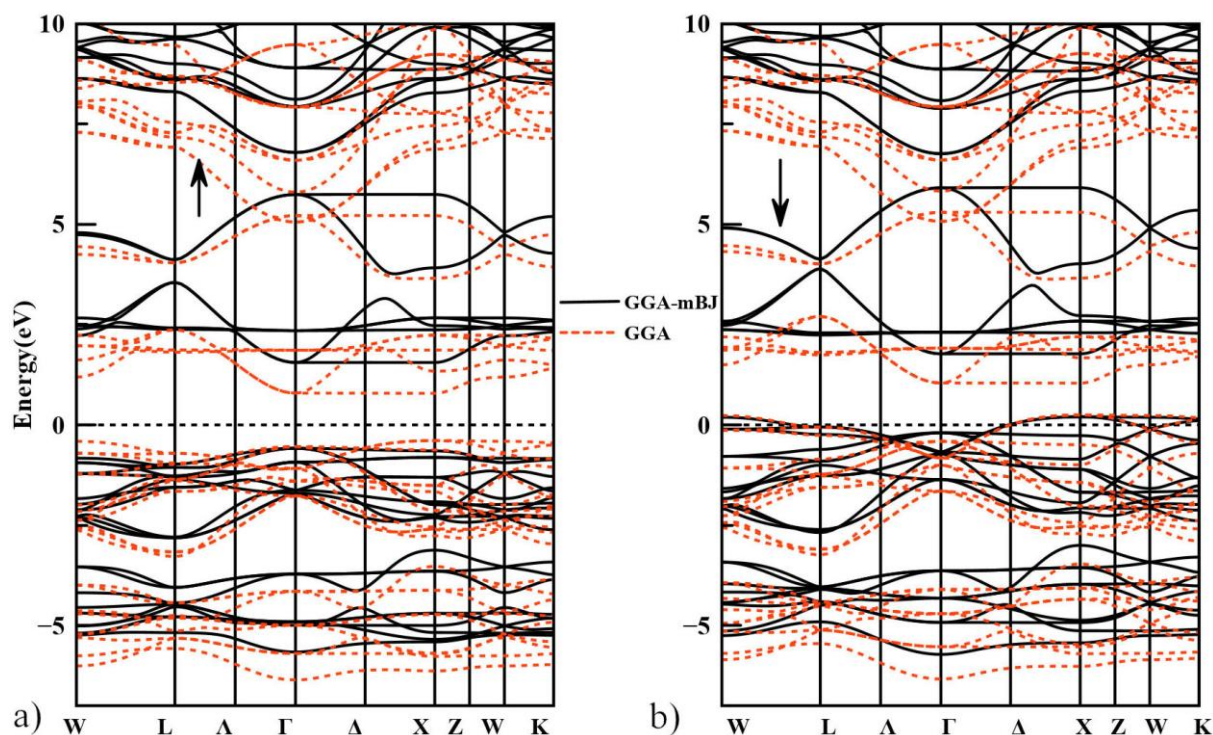 10
5
0
−5
Energy(eV)
W L Λ Γ Δ X Z W K
a)
GGA-mBJ
GGA
10
5
0
−5
W L Λ Γ Δ X Z W K
b)